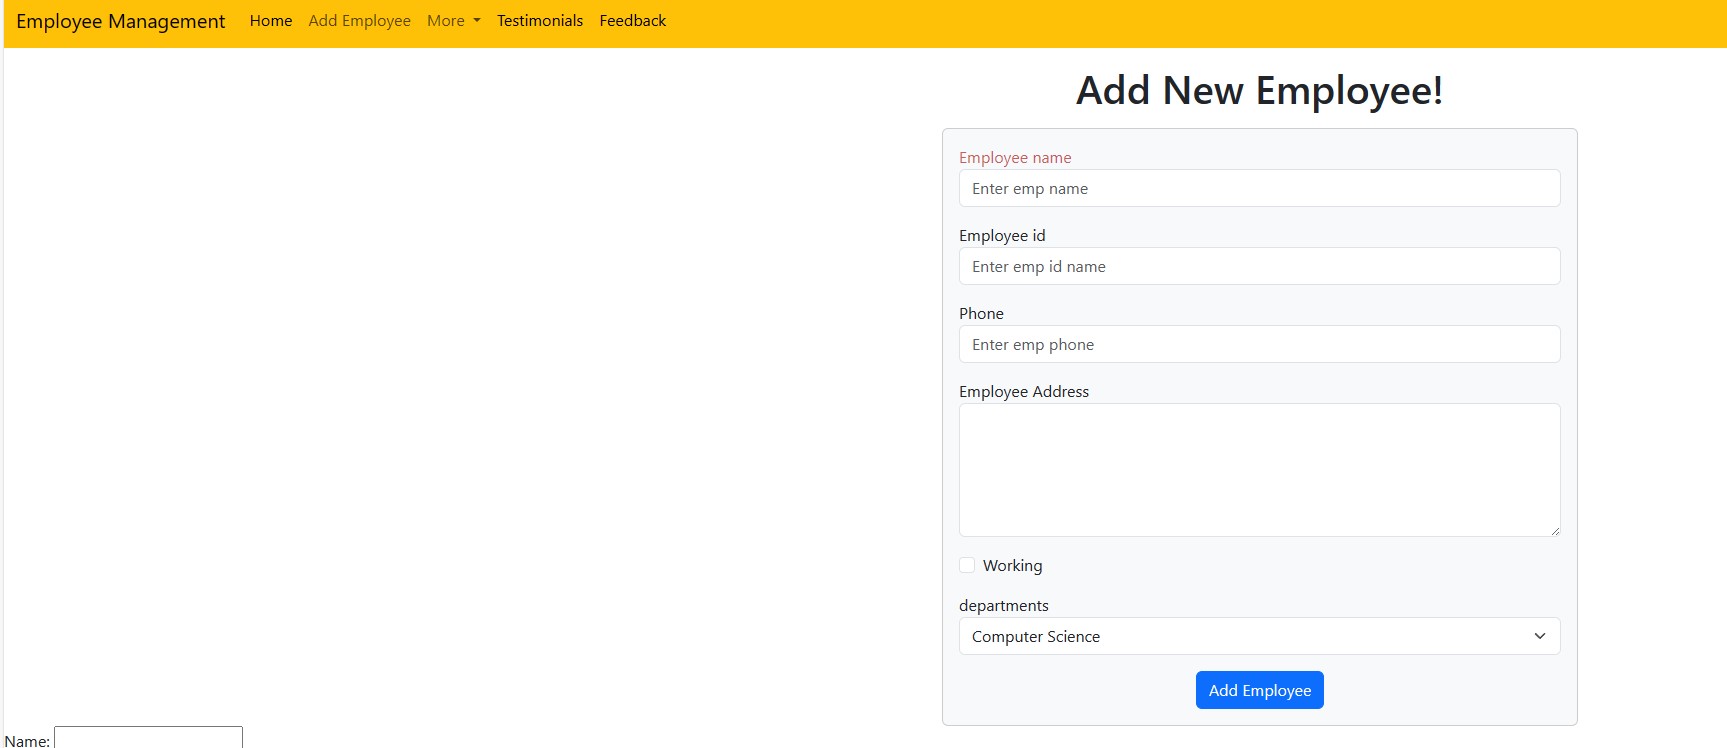 Employee Management Home Add Employee More Testimonials Feedback
Add New Employee!
Employee name
Enter emp name
Employee id
Enter emp id name
Phone
Enter emp phone
Employee Address
Working
departments
Computer Science
Add Employee
Name: